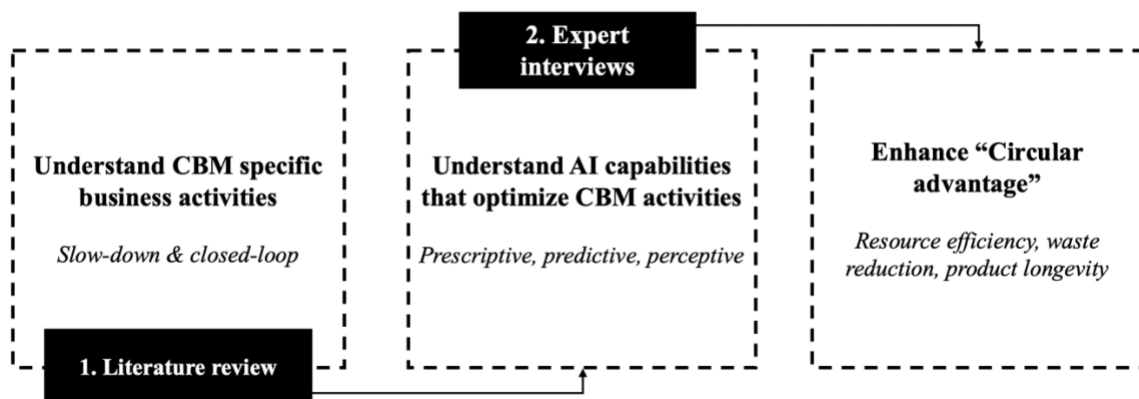 2. Expert
interviews
Understand CBM specific
business activities
Slow-down & closed-loop
1. Literature review
Understand AI capabilities
that optimize CBM activities
Prescriptive, predictive, perceptive
Enhance “Circular
advantage”
Resource efficiency, waste
reduction, product longevity